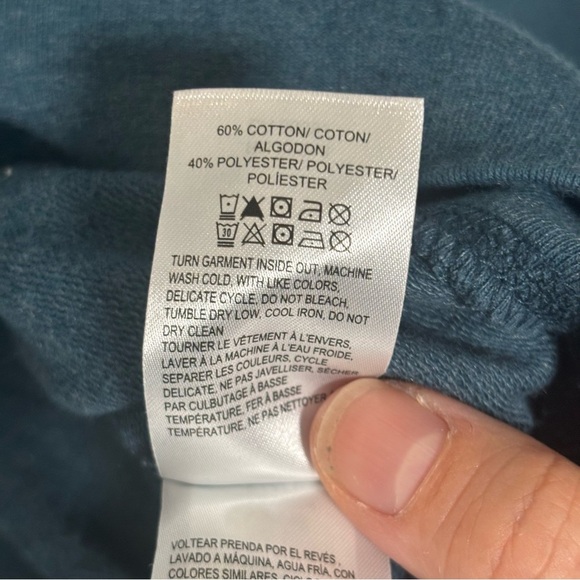 60% COTTON/ COTON/
ALGODON
40% POLYESTER/ POLYESTER/
POLÍESTER
30
TURN GARMENT INSIDE OUT, MACHINE
WASH COLD, WITH LIKE COLORS,
DELICATE CYCLE, DO NOT BLEACH,
TUMBLE DRY LOW, COOL IRON, DO NOT
DRY CLEAN
TOURNER LE VÊTEMENT À L'ENVERS,
LAVER À LA MACHINE À L'EAU FROIDE,
SEPARER LES COULEURS, CYCLE
DELICATE, NE PAS JAVELLISER, SÉCHER
PAR CULBUTAGE À BASSE
TEMPÉRATURE, FER À BASSE
TEMPÉRATURE, NE PAS NETTOYER
VOLTEAR PRENDA POR EL REVÉS,
LAVADO A MÁQUINA, AGUA FRÍA, CON
COLORES SIMILARES,